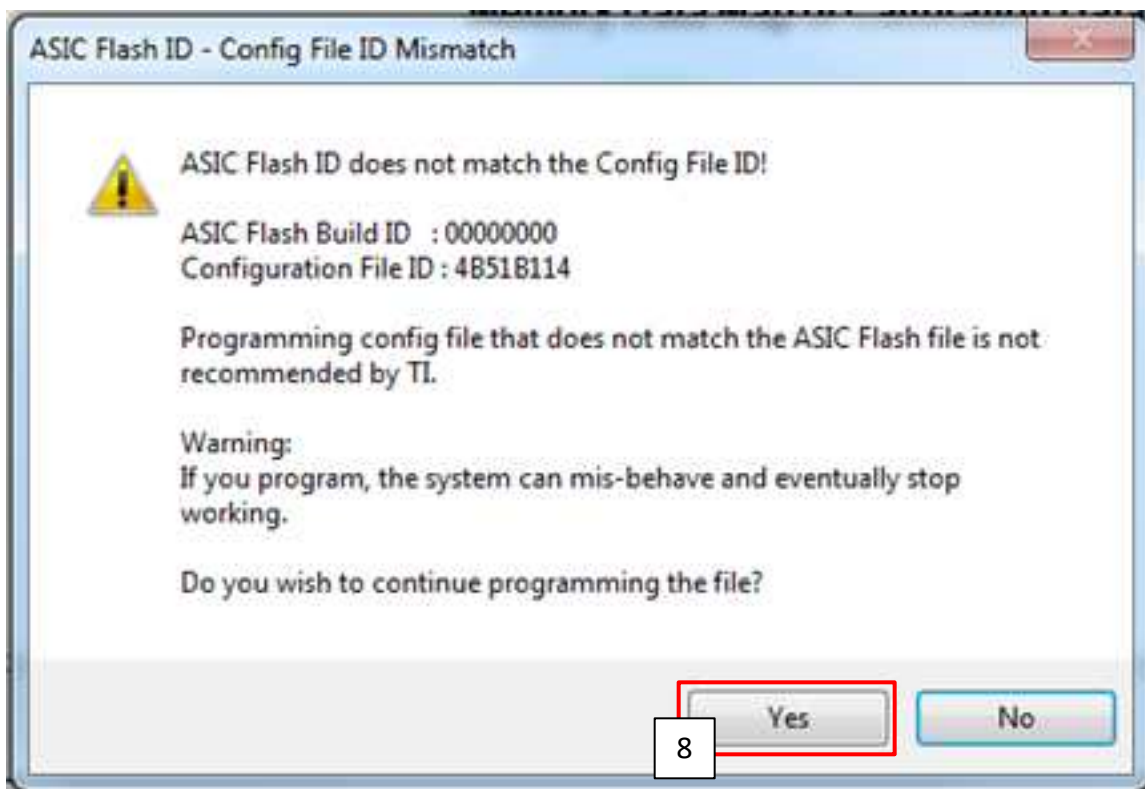 ASIC Flash ID - Config File ID Mismatch
ASIC Flash ID does not match the Config File ID!
ASIC Flash Build ID : 00000000
Configuration File ID : 4B51B114
Programming config file that does not match the ASIC Flash file is not
recommended by TI.
Warning:
If you program, the system can mis-behave and eventually stop
working.
Do you wish to continue programming the file?
Yes
No
8